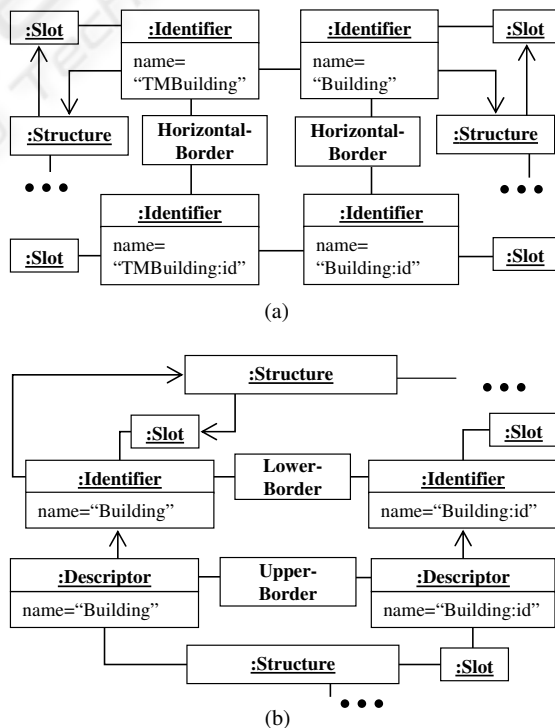 :Slot
:Identifier
:Identifier
:Slot
name=
“TMBuilding”
name=
“Building”
:Structure
Horizontal-
Border
Horizontal-
Border
:Structure
:Identifier
:Identifier
:Slot
name=
“TMBuilding:id”
name=
“Building:id”
:Slot
(a)
:Structure
:Slot
:Slot
:Identifier
name=“Building”
Lower-
Border
:Identifier
name=“Building:id”
:Descriptor
name=“Building”
Upper-
Border
:Descriptor
name=“Building:id”
:Structure
:Slot
(b)